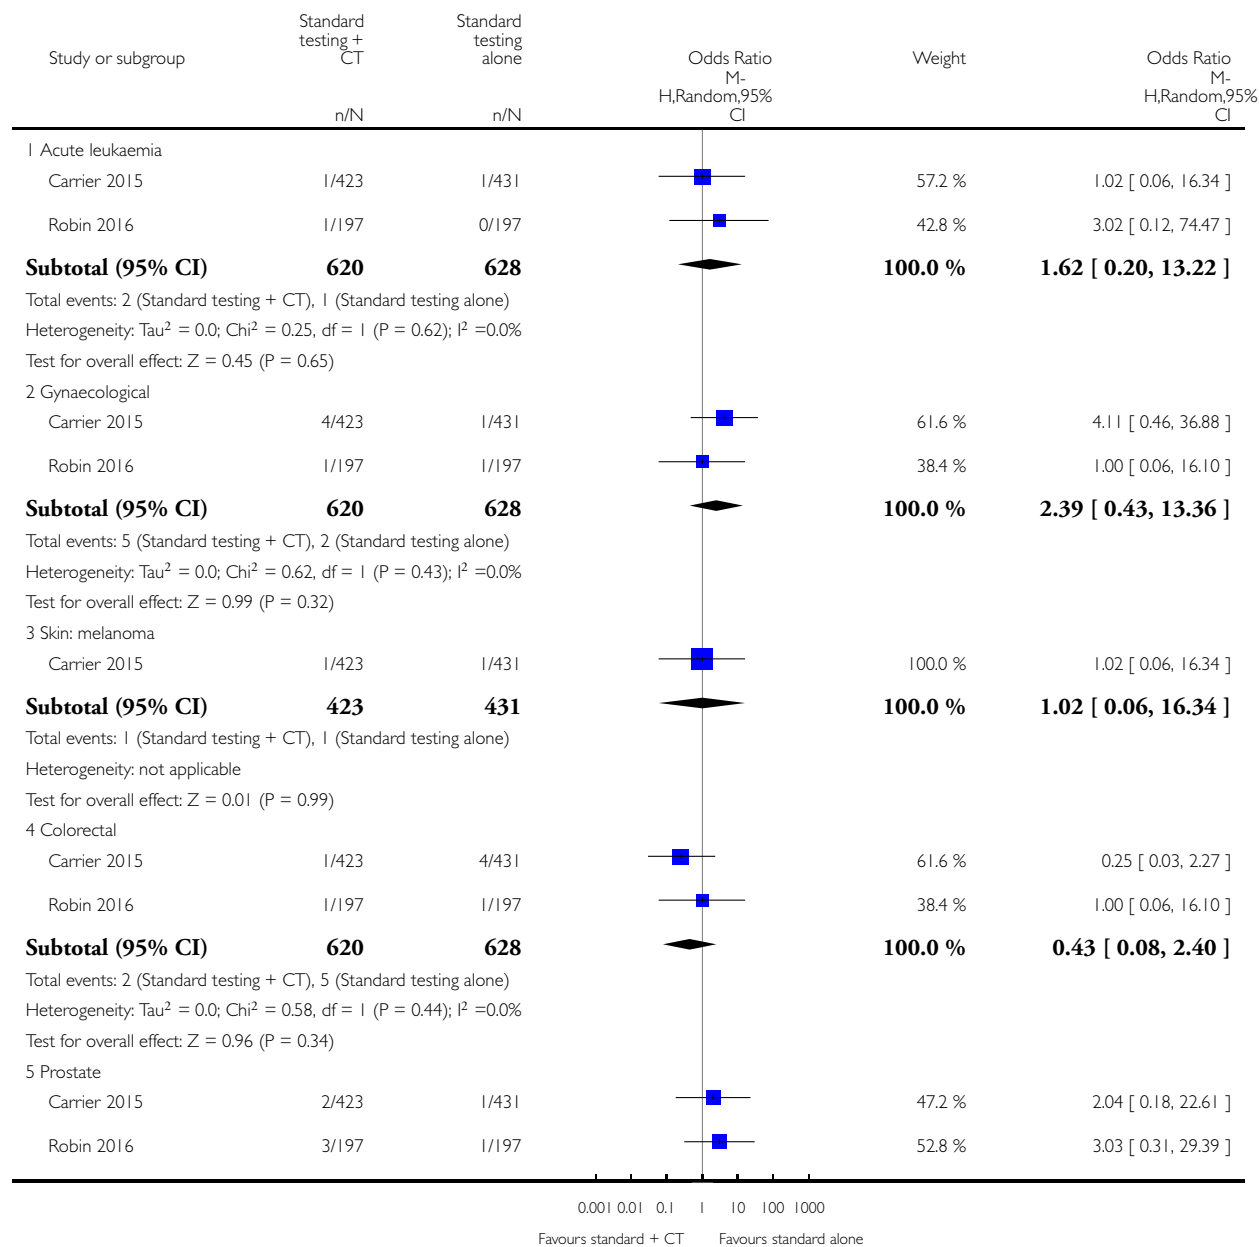 Study or subgroup
Standard
testing +
CT
Standard
testing
alone
Odds Ratio
M-
H,Random,95%
CI
Weight
Odds Ratio
M-
H,Random,95%
CI
n/N n/N
1 Acute leukaemia
Carrier 2015 1/423 1/431 57.2 % 1.02 [ 0.06, 16.34 ]
Robin 2016 1/197 0/197 42.8 % 3.02 [ 0.12, 74.47 ]
Subtotal (95% CI) 620 628 100.0 % 1.62 [ 0.20, 13.22 ]
Total events: 2 (Standard testing + CT), 1 (Standard testing alone)
Heterogeneity: Tau² = 0.0; Chi² = 0.25, df = 1 (P = 0.62); I² =0.0%
Test for overall effect: Z = 0.45 (P = 0.65)
2 Gynaecological
Carrier 2015 4/423 1/431 61.6 % 4.11 [ 0.46, 36.88 ]
Robin 2016 1/197 1/197 38.4 % 1.00 [ 0.06, 16.10 ]
Subtotal (95% CI) 620 628 100.0 % 2.39 [ 0.43, 13.36 ]
Total events: 5 (Standard testing + CT), 2 (Standard testing alone)
Heterogeneity: Tau² = 0.0; Chi² = 0.62, df = 1 (P = 0.43); I² =0.0%
Test for overall effect: Z = 0.99 (P = 0.32)
3 Skin: melanoma
Carrier 2015 1/423 1/431 100.0 % 1.02 [ 0.06, 16.34 ]
Subtotal (95% CI) 423 431 100.0 % 1.02 [ 0.06, 16.34 ]
Total events: 1 (Standard testing + CT), 1 (Standard testing alone)
Heterogeneity: not applicable
Test for overall effect: Z = 0.01 (P = 0.99)
4 Colorectal
Carrier 2015 1/423 4/431 61.6 % 0.25 [ 0.03, 2.27 ]
Robin 2016 1/197 1/197 38.4 % 1.00 [ 0.06, 16.10 ]
Subtotal (95% CI) 620 628 100.0 % 0.43 [ 0.08, 2.40 ]
Total events: 2 (Standard testing + CT), 5 (Standard testing alone)
Heterogeneity: Tau² = 0.0; Chi² = 0.58, df = 1 (P = 0.44); I² =0.0%
Test for overall effect: Z = 0.96 (P = 0.34)
5 Prostate
Carrier 2015 2/423 1/431 47.2 % 2.04 [ 0.18, 22.61 ]
Robin 2016 3/197 1/197 52.8 % 3.03 [ 0.31, 29.39 ]
0.001 0.01 0.1 1 10 100 1000
Favours standard + CT Favours standard alone